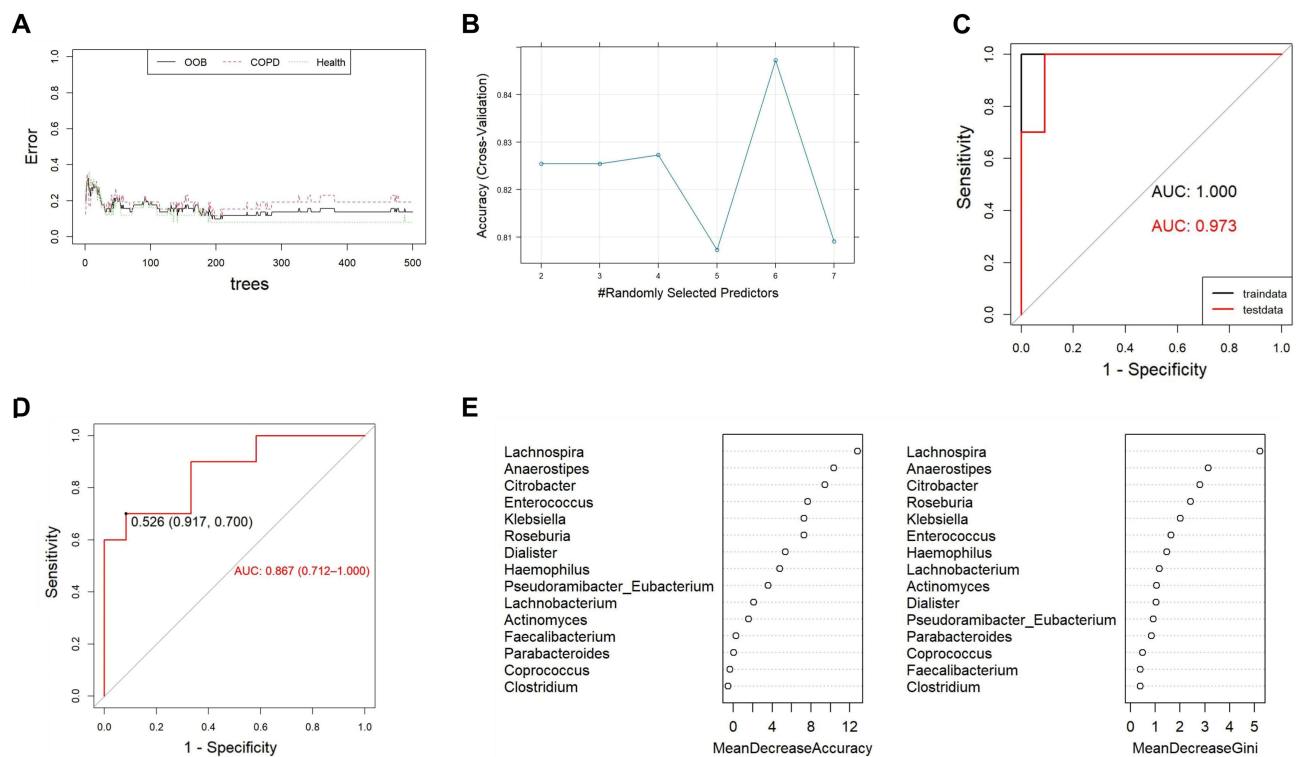 A
OOB COPD Health
Error
1.0
0.8
0.6
0.4
0.2
0.0
0 100 200 300 400 500
trees
B
Accuracy (Cross-Validation)
0.84
0.83
0.82
0.81
2 3 4 5 6 7
#Randomly Selected Predictors
C
Sensitivity
1.0
0.8
0.6
0.4
0.2
0.0
AUC: 1.000
AUC: 0.973
traindata
testdata
0.0 0.2 0.4 0.6 0.8 1.0
1 - Specificity
D
Sensitivity
1.0
0.8
0.6
0.4
0.2
0.0
0.526 (0.917, 0.700)
AUC: 0.867 (0.712–1.000)
0.0 0.2 0.4 0.6 0.8 1.0
1 - Specificity
E
Lachnospira
Anaerostipes
Citrobacter
Enterococcus
Klebsiella
Roseburia
Dialister
Haemophilus
Pseudoramibacter_Eubacterium
Lachnobacterium
Actinomyces
Faecalibacterium
Parabacteroides
Coprococcus
Clostridium
0 4 8 12
MeanDecreaseAccuracy
Lachnospira
Anaerostipes
Citrobacter
Roseburia
Klebsiella
Enterococcus
Haemophilus
Lachnobacterium
Actinomyces
Dialister
Pseudoramibacter_Eubacterium
Parabacteroides
Coprococcus
Faecalibacterium
Clostridium
0 1 2 3 4 5
MeanDecreaseGini